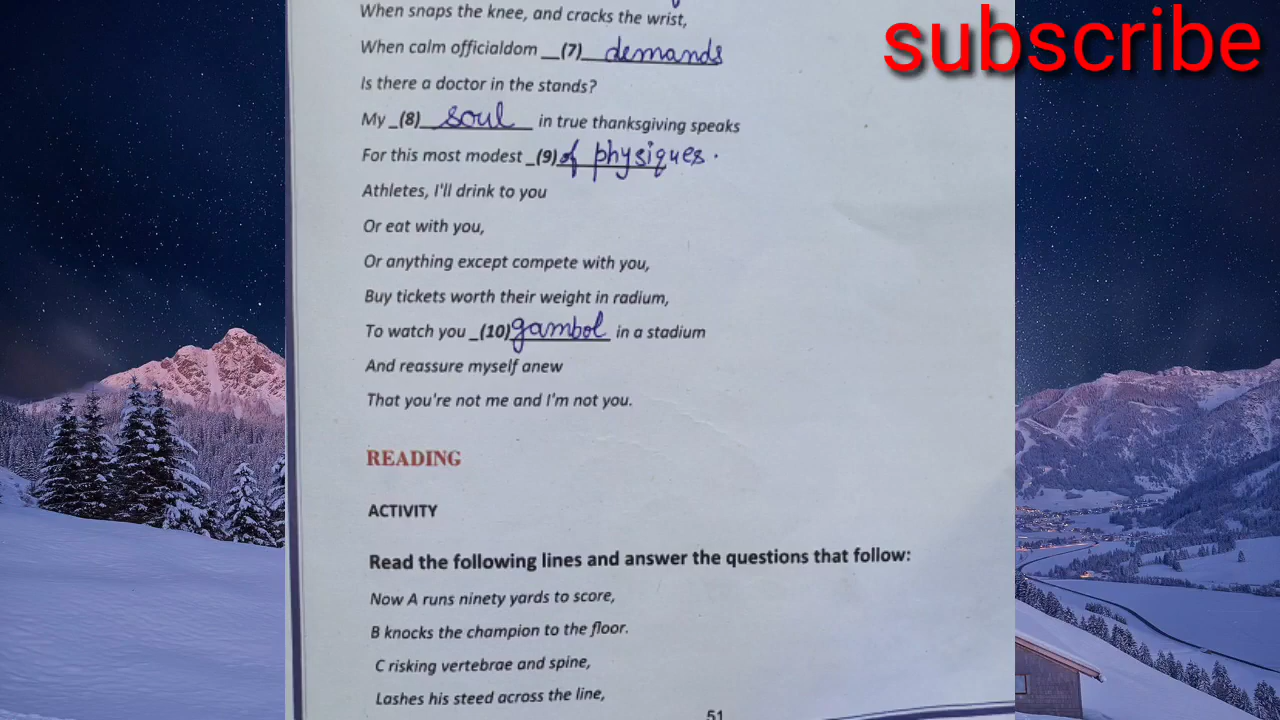 subscribe
When snaps the knee, and cracks the wrist,
When calm officialdom __(7)__ demands
Is there a doctor in the stands?
My _(8) soul in true thanksgiving speaks
For this most modest _(9) of physiques.
Athletes, I'll drink to you
Or eat with you,
Or anything except compete with you,
Buy tickets worth their weight in radium,
To watch you _(10) gambol in a stadium
And reassure myself anew
That you're not me and I'm not you.
READING
ACTIVITY
Read the following lines and answer the questions that follow:
Now A runs ninety yards to score,
B knocks the champion to the floor.
C risking vertebrae and spine,
Lashes his steed across the line,
51